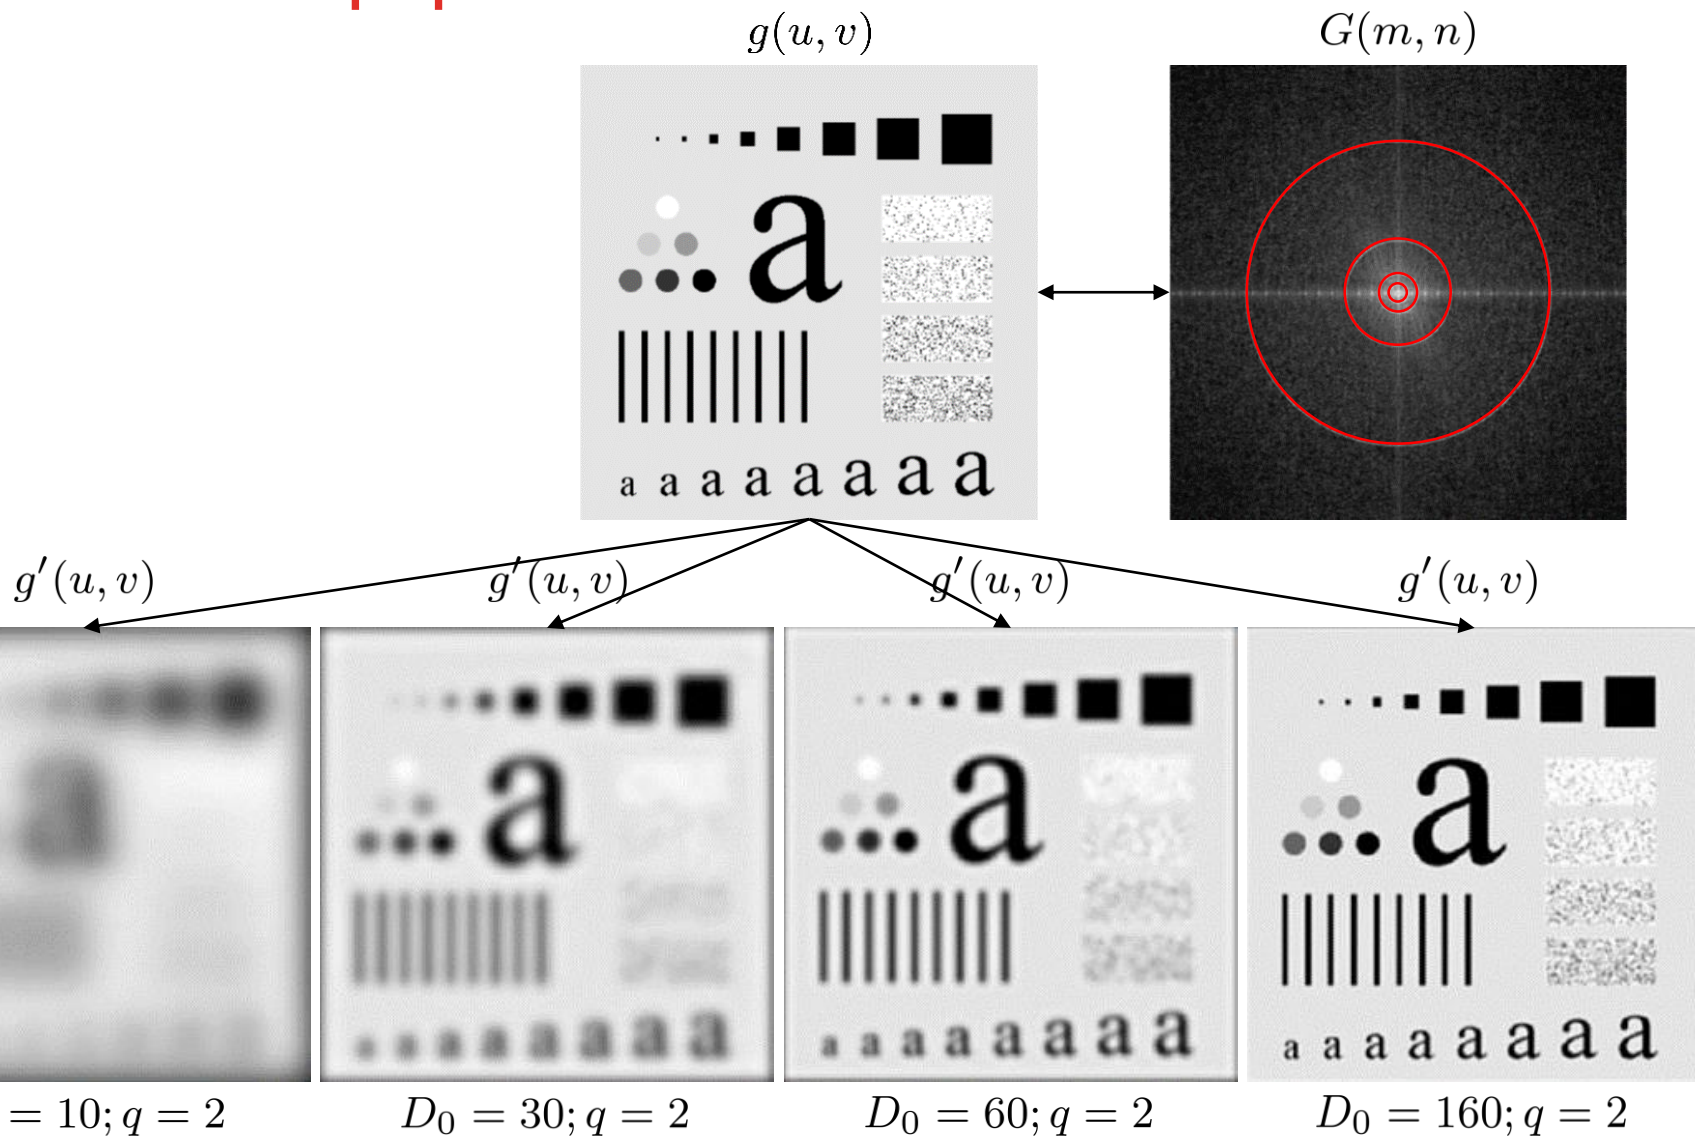 g(u, v)
G(m, n)
a
a a a a a a a a
g′(u, v)
g′(u, v)
g′(u, v)
g′(u, v)
a
a
a
a a a a a a a a
a a a a a a a a
a a a a a a a a
= 10; q = 2
D₀ = 30; q = 2
D₀ = 60; q = 2
D₀ = 160; q = 2